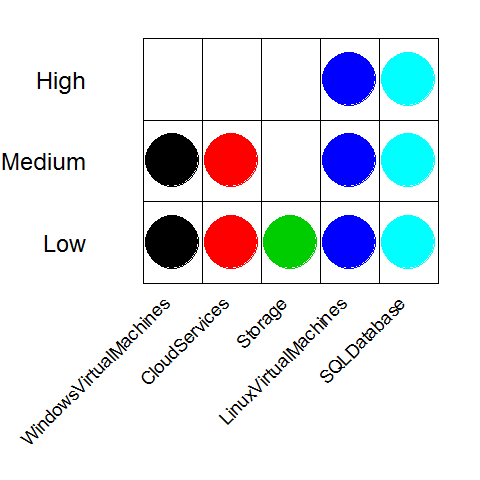 High
Medium
Low
WindowsVirtualMachines
CloudServices
Storage
LinuxVirtualMachines
SQLDatabase